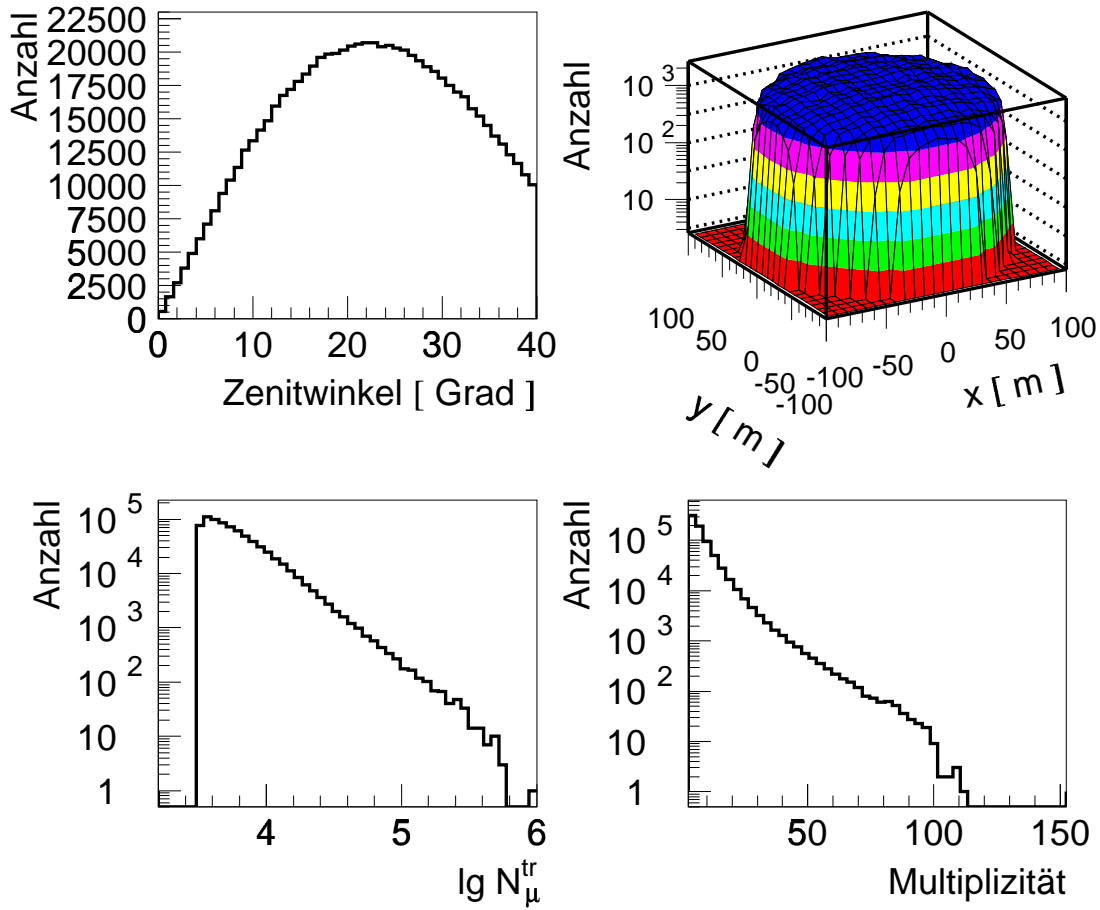 Anzahl
22500
20000
17500
15000
12500
10000
7500
5000
2500
0
0 10 20 30 40
Zenitwinkel [ Grad ]
Anzahl
10 3
10 2
10
100
50
0
-50
-100
y [ m ]
-100
-50
0
50
100
x [ m ]
Anzahl
10 5
10 4
10 3
10 2
10
1
4 5 6
lg N tr μ
Anzahl
10 5
10 4
10 3
10 2
10
1
50 100 150
Multiplizität